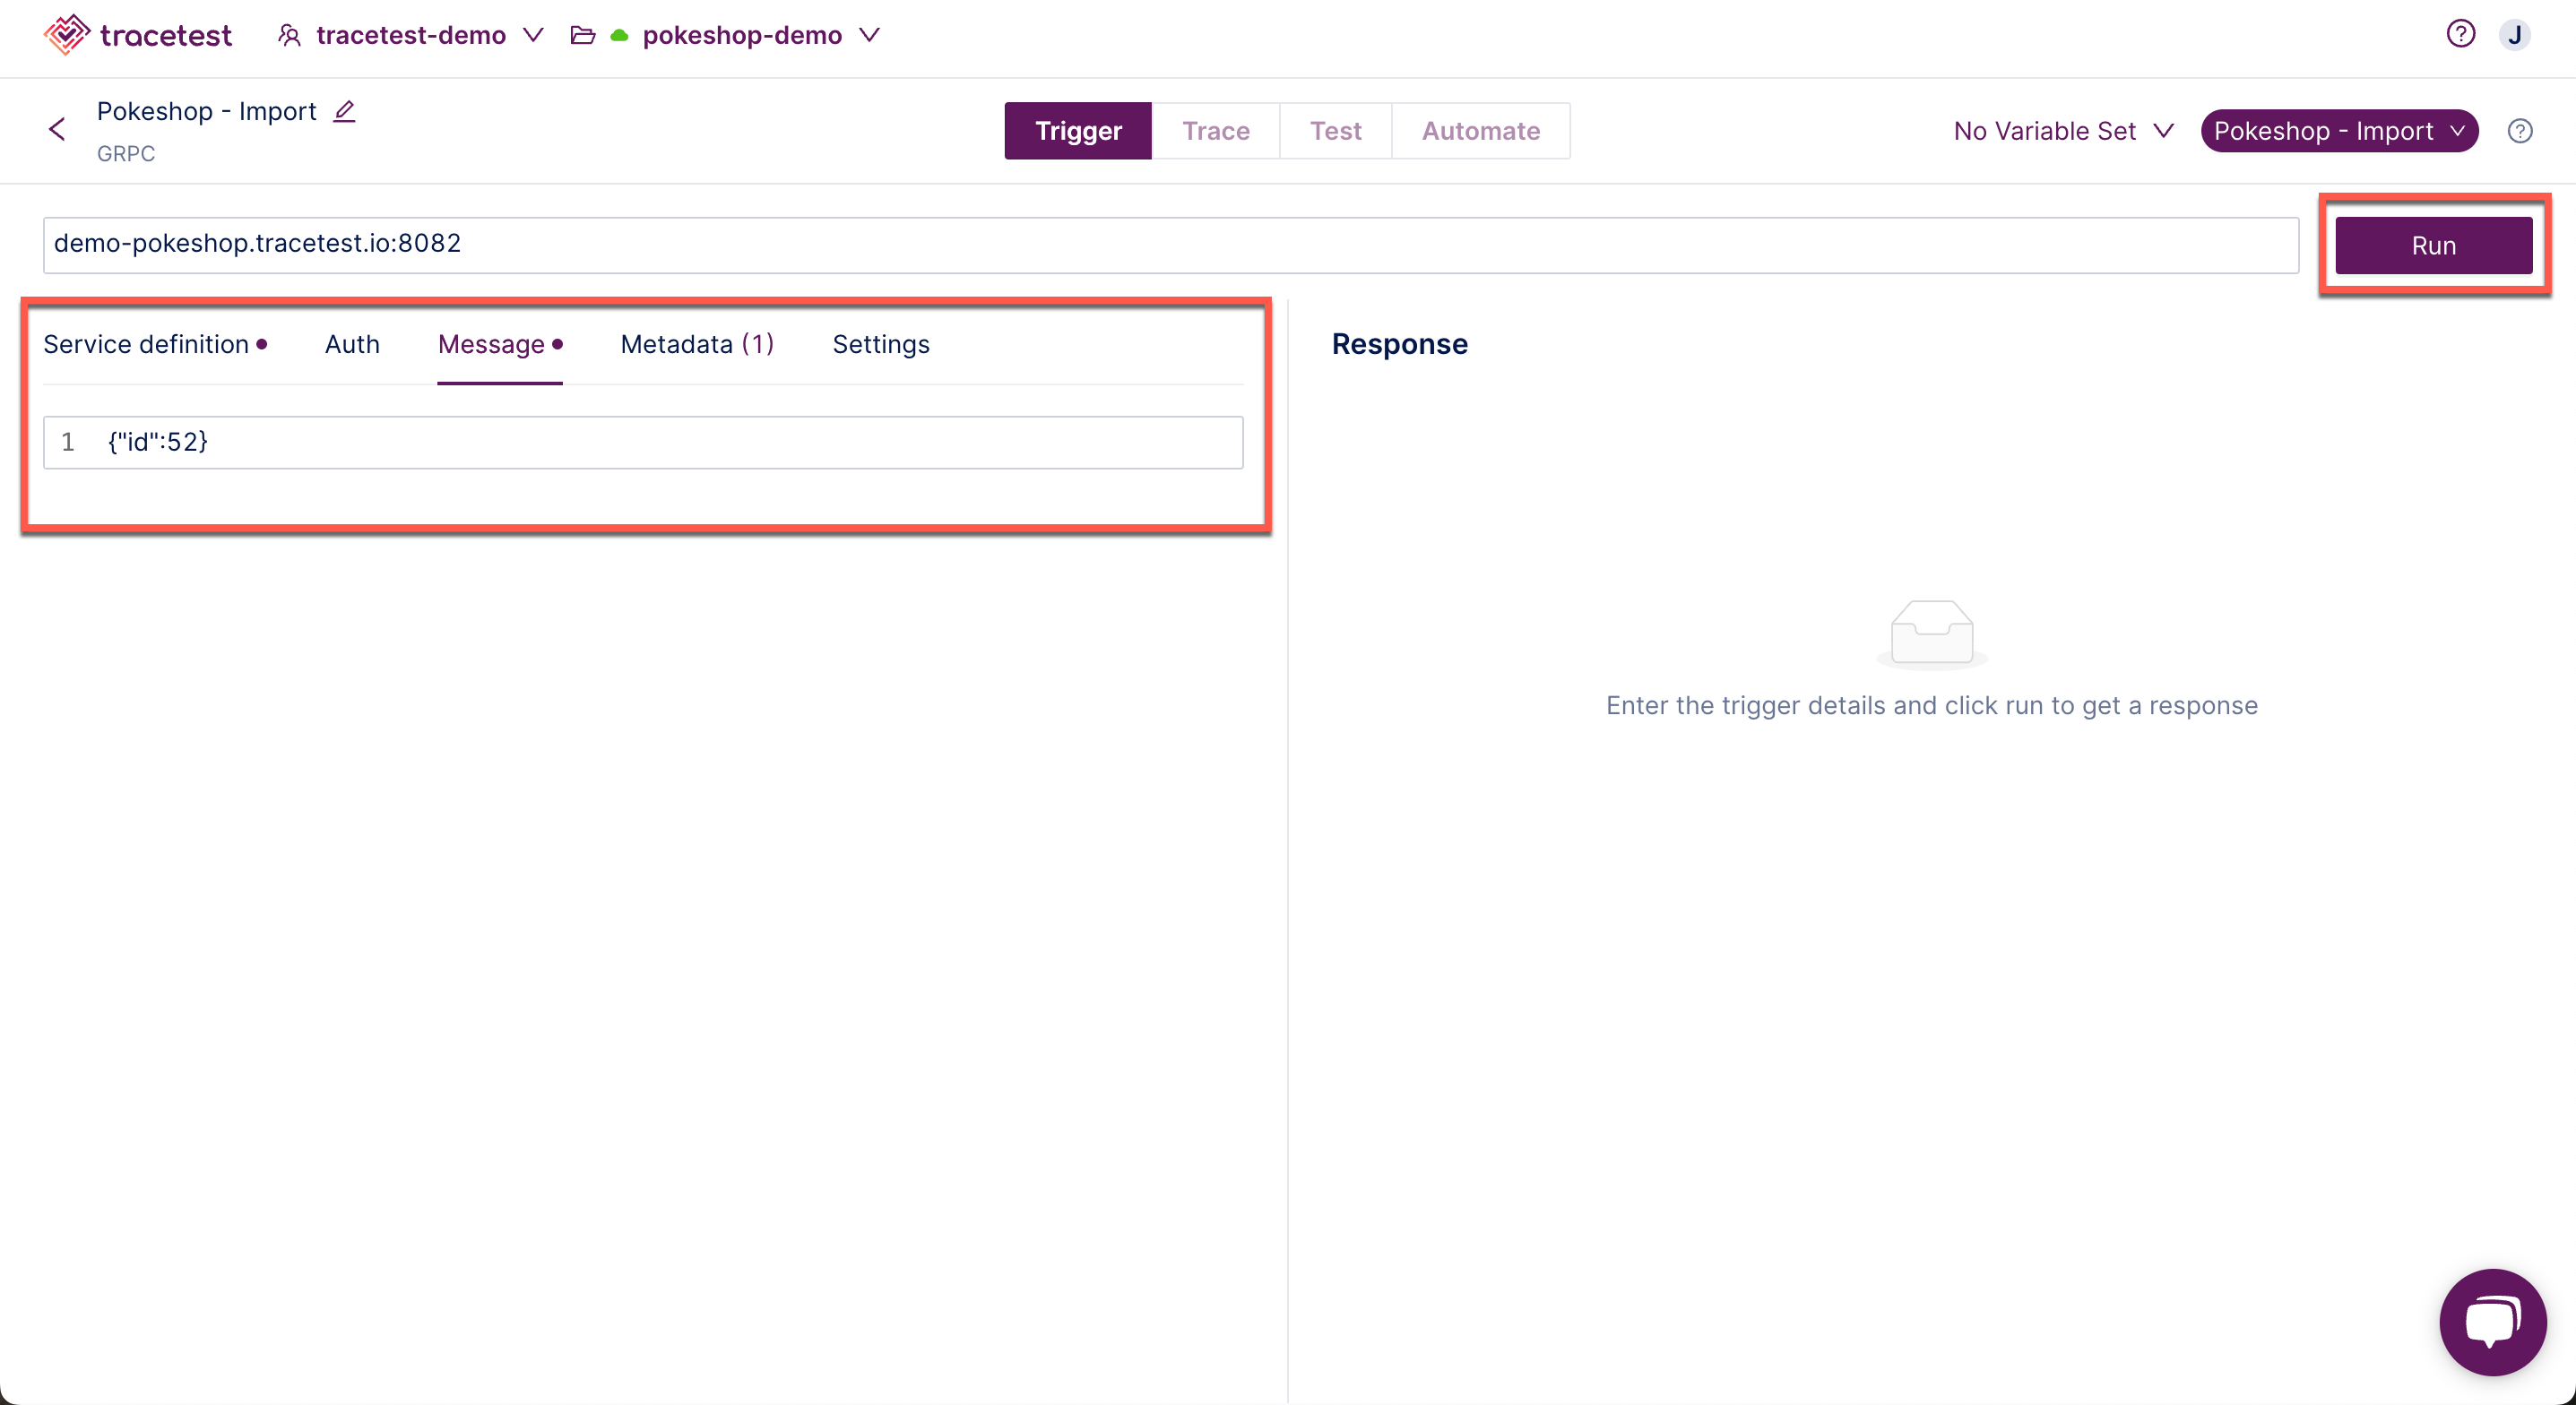 tracetest tracetest-demo pokeshop-demo J
Pokeshop - Import
GRPC
Trigger Trace Test Automate
No Variable Set Pokeshop - Import
demo-pokeshop.tracetest.io:8082
Run
Service definition Auth Message Metadata (1) Settings
1 {"id":52}
Response
Enter the trigger details and click run to get a response